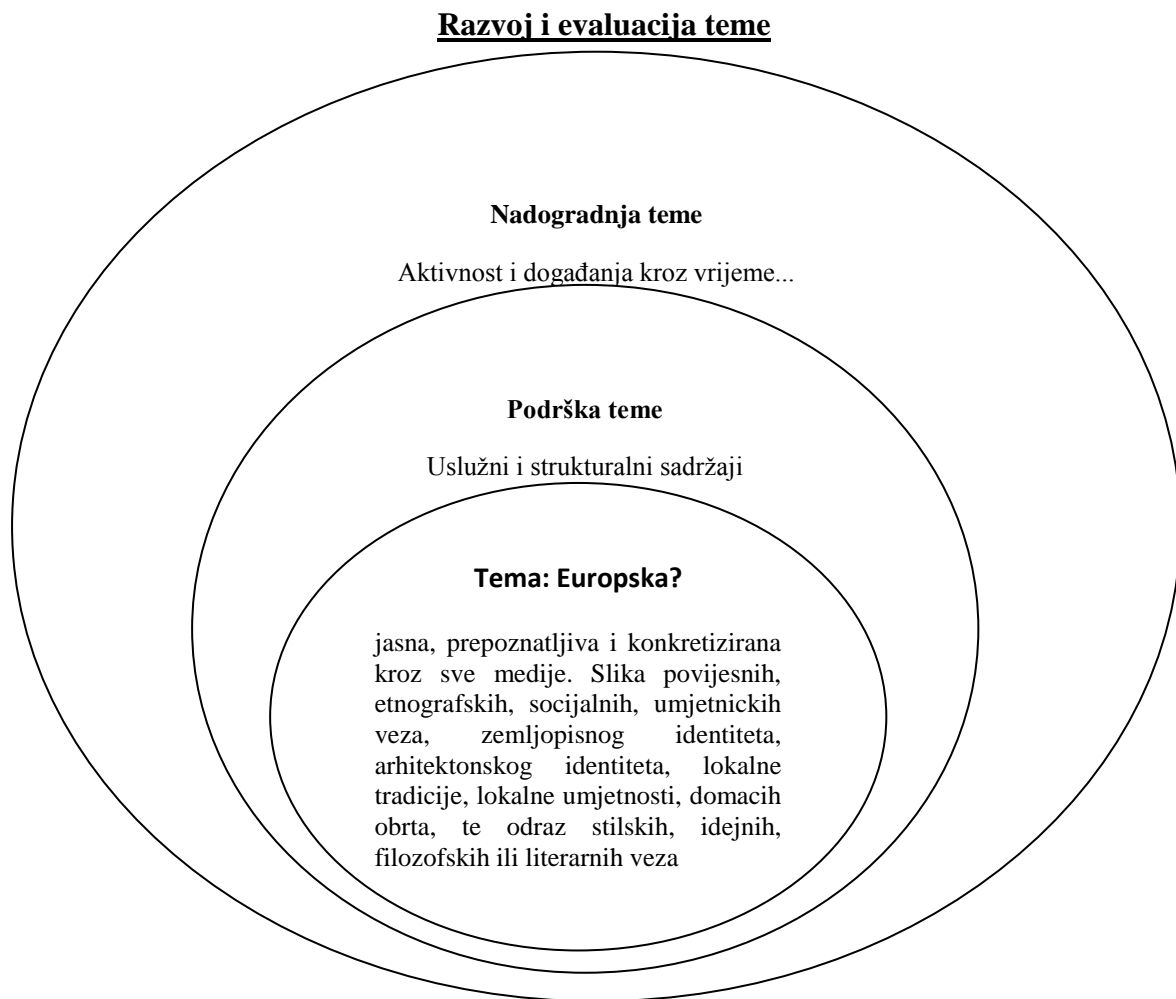 Razvoj i evaluacija teme
Nadogradnja teme
Aktivnost i događanja kroz vrijeme...
Podrška teme
Uslužni i strukturalni sadržaji
Tema: Europska?
jasna, prepoznatljiva i konkretizirana
kroz sve medije. Slika povijesnih,
etnografskih, socijalnih, umjetnickih
veza, zemljopisnog identiteta,
arhitektonskog identiteta, lokalne
tradicije, lokalne umjetnosti, domacih
obrta, te odraz stilskih, idejnih,
filozofskih ili literarnih veza